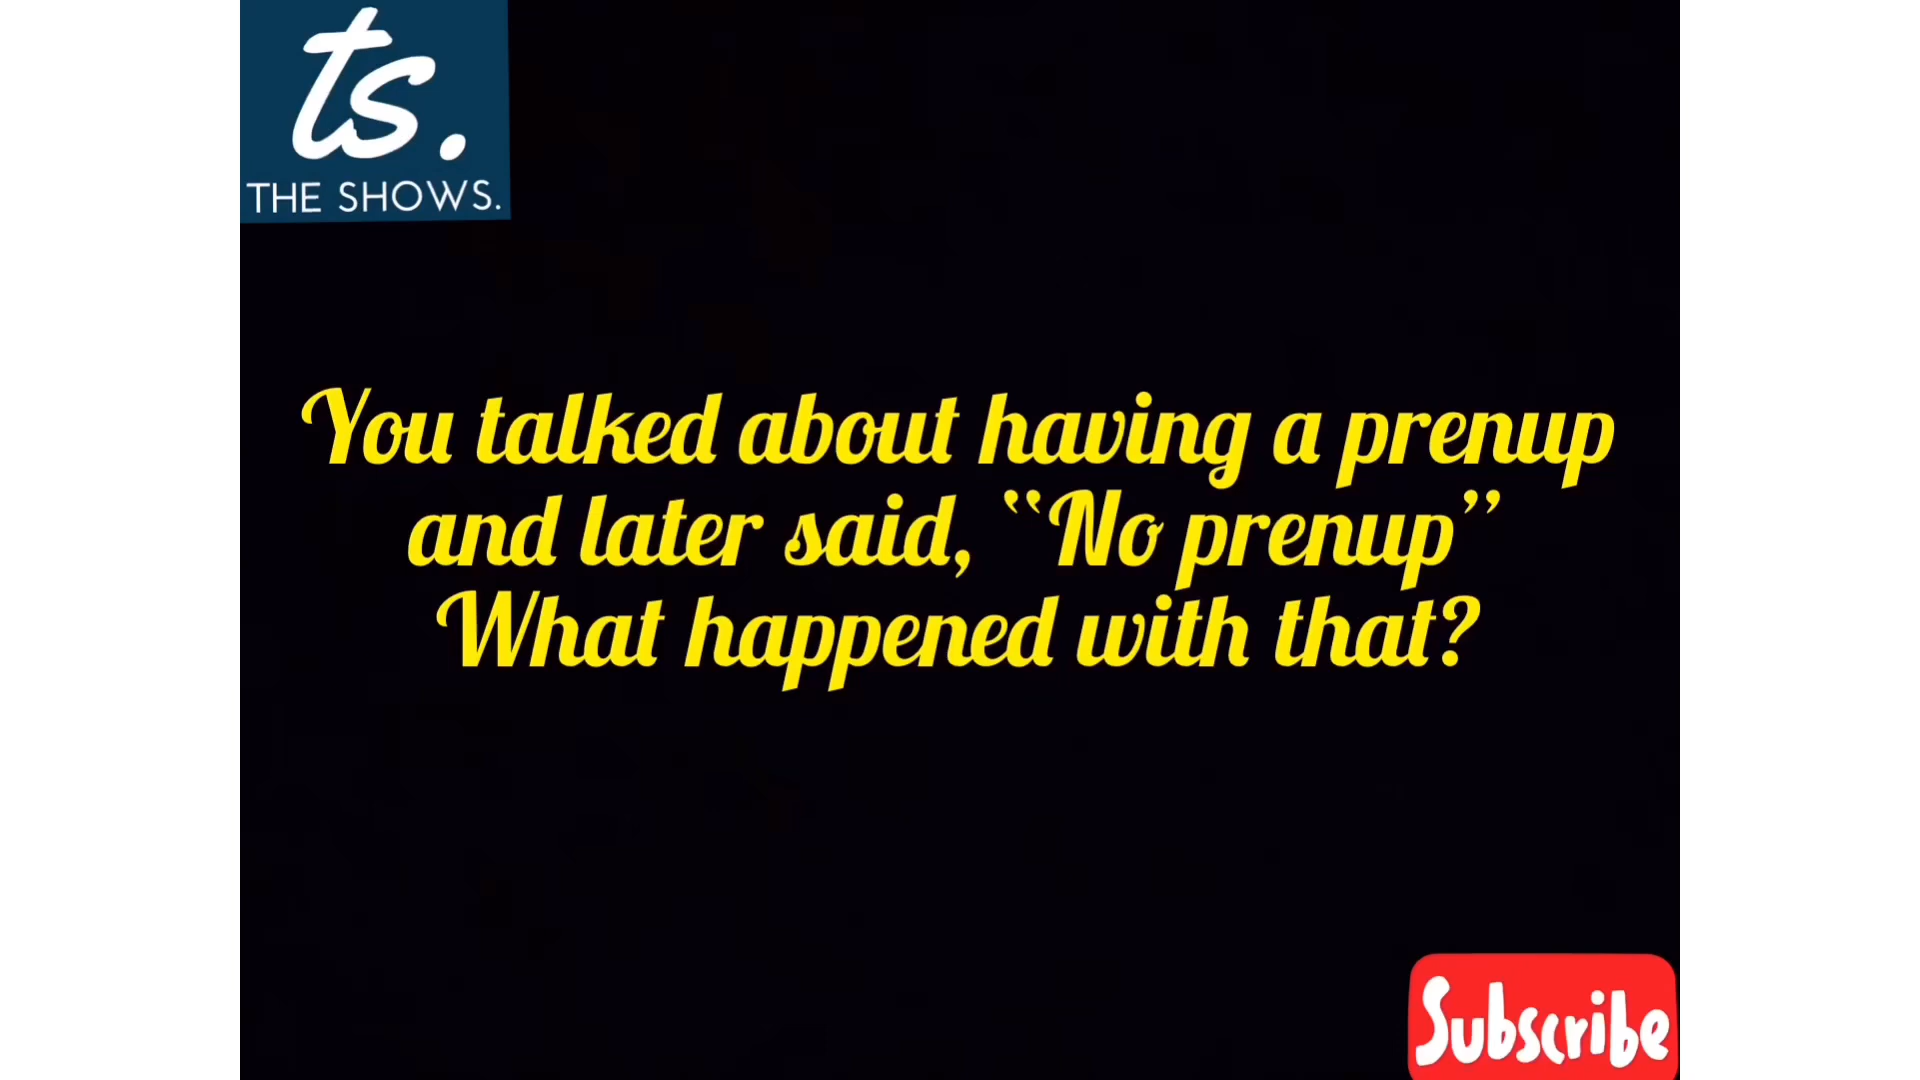 ts.
THE SHOWS.
You talked about having a prenup
and later said, “No prenup”
What happened with that?
Subscribe